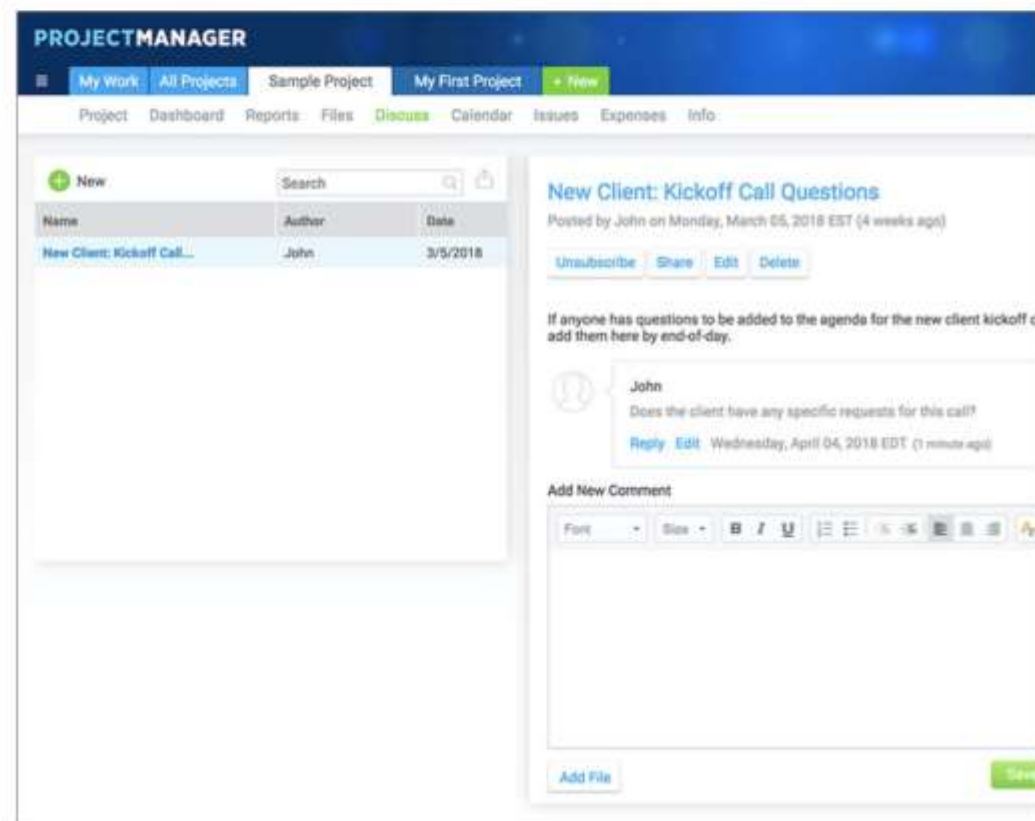 PROJECTMANAGER
My Work All Projects Sample Project My First Project + New
Project Dashboard Reports Files Discuss Calendar Issues Expenses Info
New Search
Name Author Date
New Client: Kickoff Call... John 3/5/2018
New Client: Kickoff Call Questions
Posted by John on Monday, March 05, 2018 EST (4 weeks ago)
Unsubscribe Share Edit Delete
If anyone has questions to be added to the agenda for the new client kickoff
add them here by end-of-day.
John
Does the client have any specific requests for this call?
Reply Edit Wednesday, April 04, 2018 EDT (1 minute ago)
Add New Comment
Font Size B I U
Add File Save